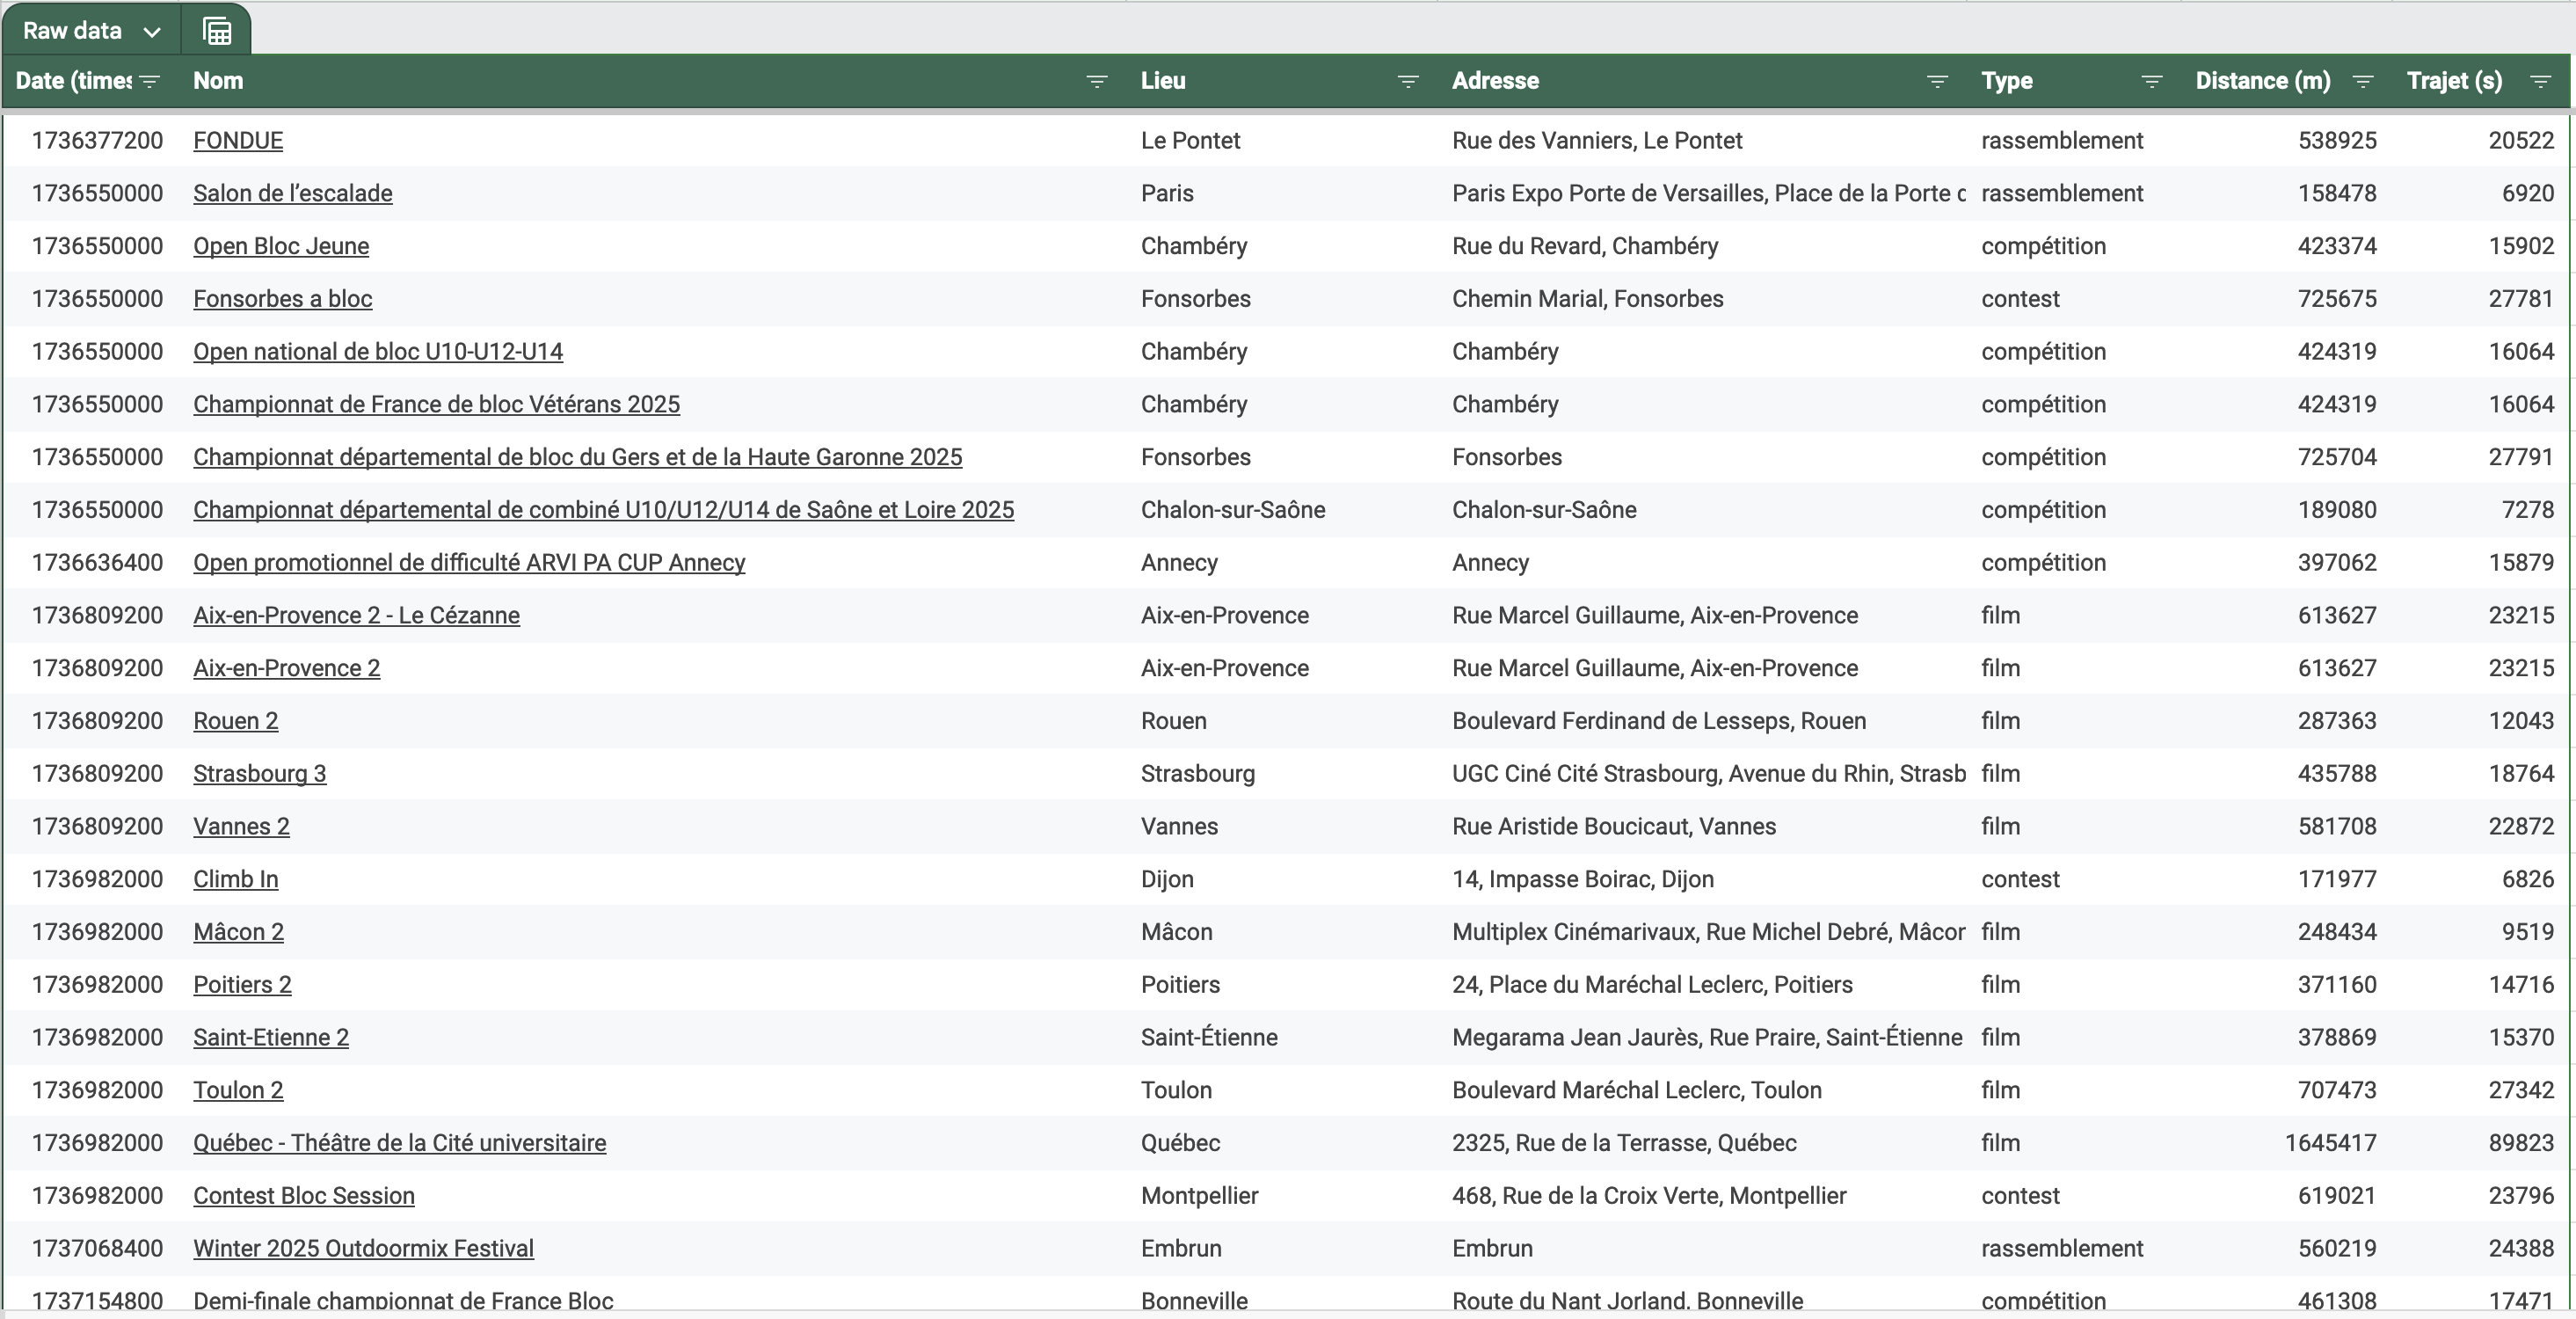 Raw data
Date (times Nom Lieu Adresse Type Distance (m) Trajet (s)
1736377200 FONDUE Le Pontet Rue des Vanniers, Le Pontet rassemblement 538925 20522
1736550000 Salon de l’escalade Paris Paris Expo Porte de Versailles, Place de la Porte d rassemblement 158478 6920
1736550000 Open Bloc Jeune Chambéry Rue du Revard, Chambéry compétition 423374 15902
1736550000 Fonsorbes a bloc Fonsorbes Chemin Marial, Fonsorbes contest 725675 27781
1736550000 Open national de bloc U10-U12-U14 Chambéry Chambéry compétition 424319 16064
1736550000 Championnat de France de bloc Vétérans 2025 Chambéry Chambéry compétition 424319 16064
1736550000 Championnat départemental de bloc du Gers et de la Haute Garonne 2025 Fonsorbes Fonsorbes compétition 725704 27791
1736550000 Championnat départemental de combiné U10/U12/U14 de Saône et Loire 2025 Chalon-sur-Saône Chalon-sur-Saône compétition 189080 7278
1736636400 Open promotionnel de difficulté ARVI PA CUP Annecy Annecy Annecy compétition 397062 15879
1736809200 Aix-en-Provence 2 - Le Cézanne Aix-en-Provence Rue Marcel Guillaume, Aix-en-Provence film 613627 23215
1736809200 Aix-en-Provence 2 Aix-en-Provence Rue Marcel Guillaume, Aix-en-Provence film 613627 23215
1736809200 Rouen 2 Rouen Boulevard Ferdinand de Lesseps, Rouen film 287363 12043
1736809200 Strasbourg 3 Strasbourg UGC Ciné Cité Strasbourg, Avenue du Rhin, Strasb film 435788 18764
1736809200 Vannes 2 Vannes Rue Aristide Boucicaut, Vannes film 581708 22872
1736982000 Climb In Dijon 14, Impasse Boirac, Dijon contest 171977 6826
1736982000 Mâcon 2 Mâcon Multiplex Cinémarivaux, Rue Michel Debré, Mâcon film 248434 9519
1736982000 Poitiers 2 Poitiers 24, Place du Maréchal Leclerc, Poitiers film 371160 14716
1736982000 Saint-Etienne 2 Saint-Étienne Megarama Jean Jaurès, Rue Praire, Saint-Étienne film 378869 15370
1736982000 Toulon 2 Toulon Boulevard Maréchal Leclerc, Toulon film 707473 27342
1736982000 Québec - Théâtre de la Cité universitaire Québec 2325, Rue de la Terrasse, Québec film 1645417 89823
1736982000 Contest Bloc Session Montpellier 468, Rue de la Croix Verte, Montpellier contest 619021 23796
1737068400 Winter 2025 Outdoormix Festival Embrun Embrun rassemblement 560219 24388
1737154800 Demi-finale championnat de France Bloc Bonneville Route du Nant Jorland, Bonneville compétition 461308 17471